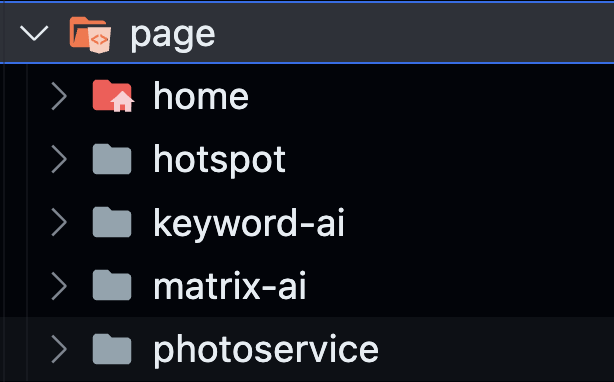 page
home
hotspot
keyword-ai
matrix-ai
photoservice